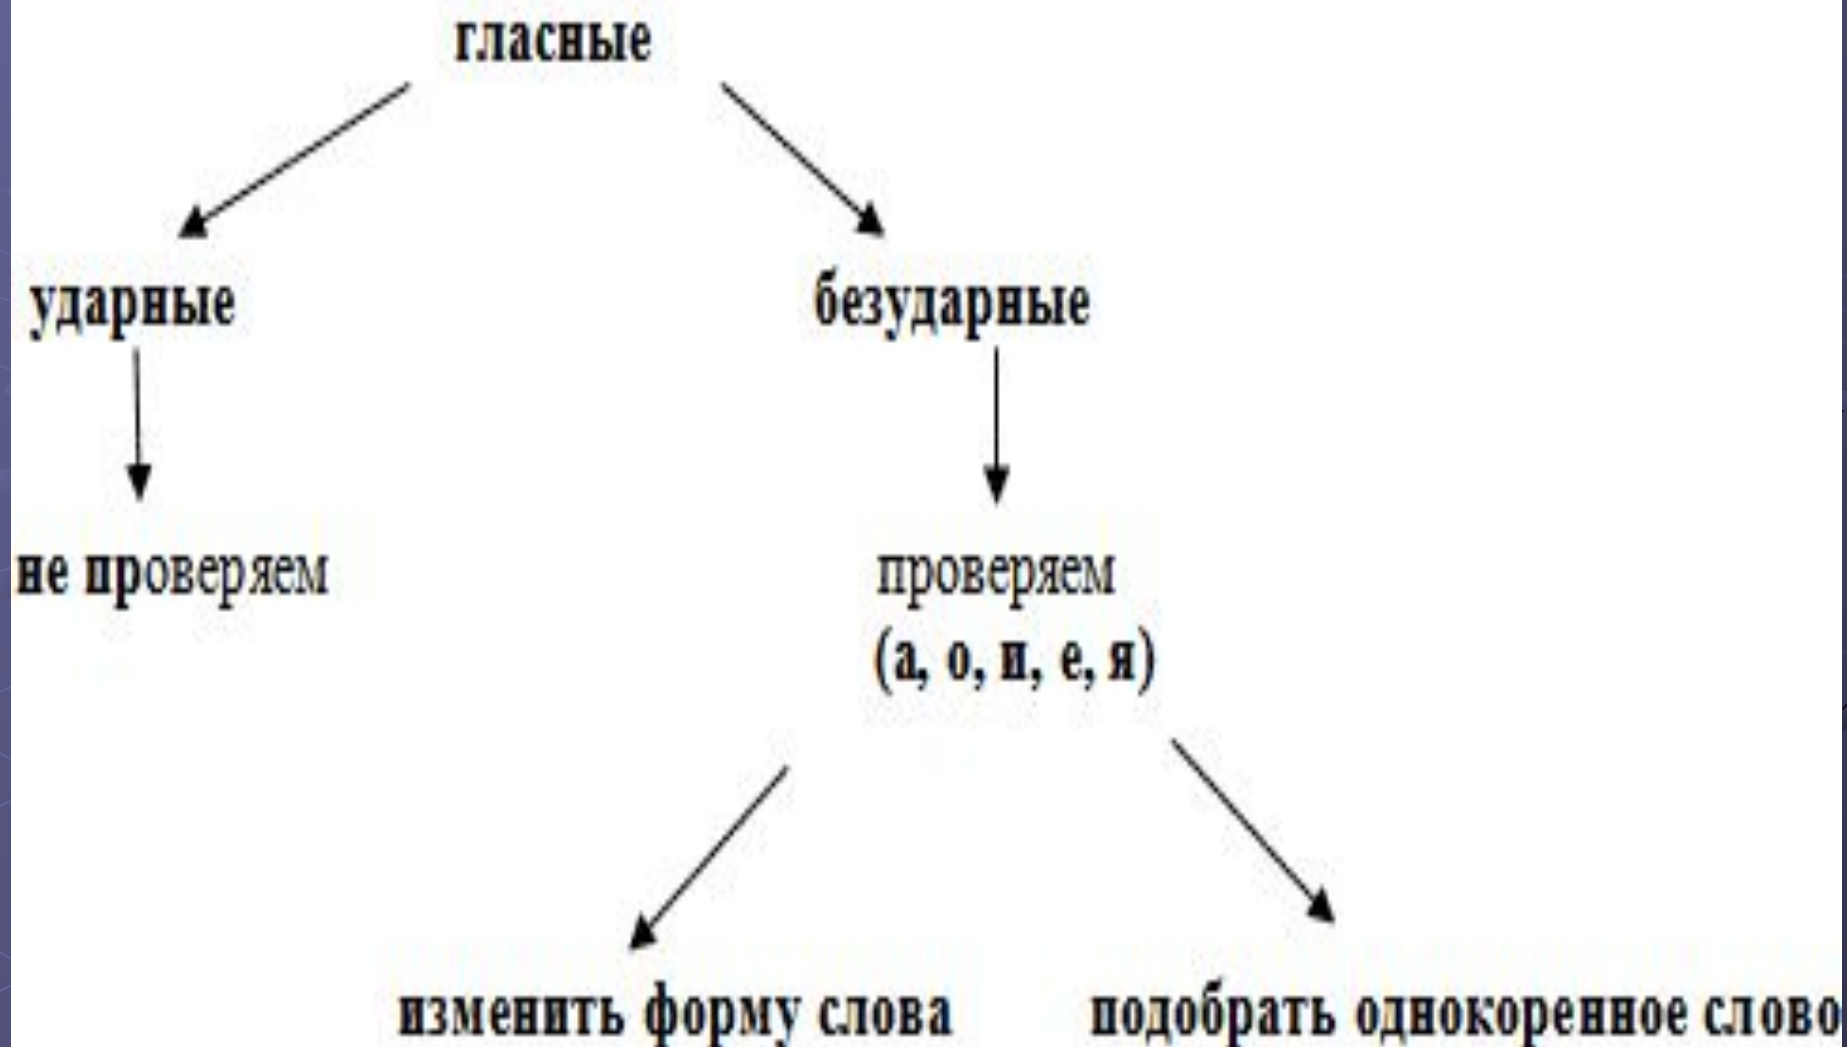 гласные
ударные безударные
не проверяем проверяем
(а, о, и, е, я)
изменить форму слова подобрать однокоренное слово